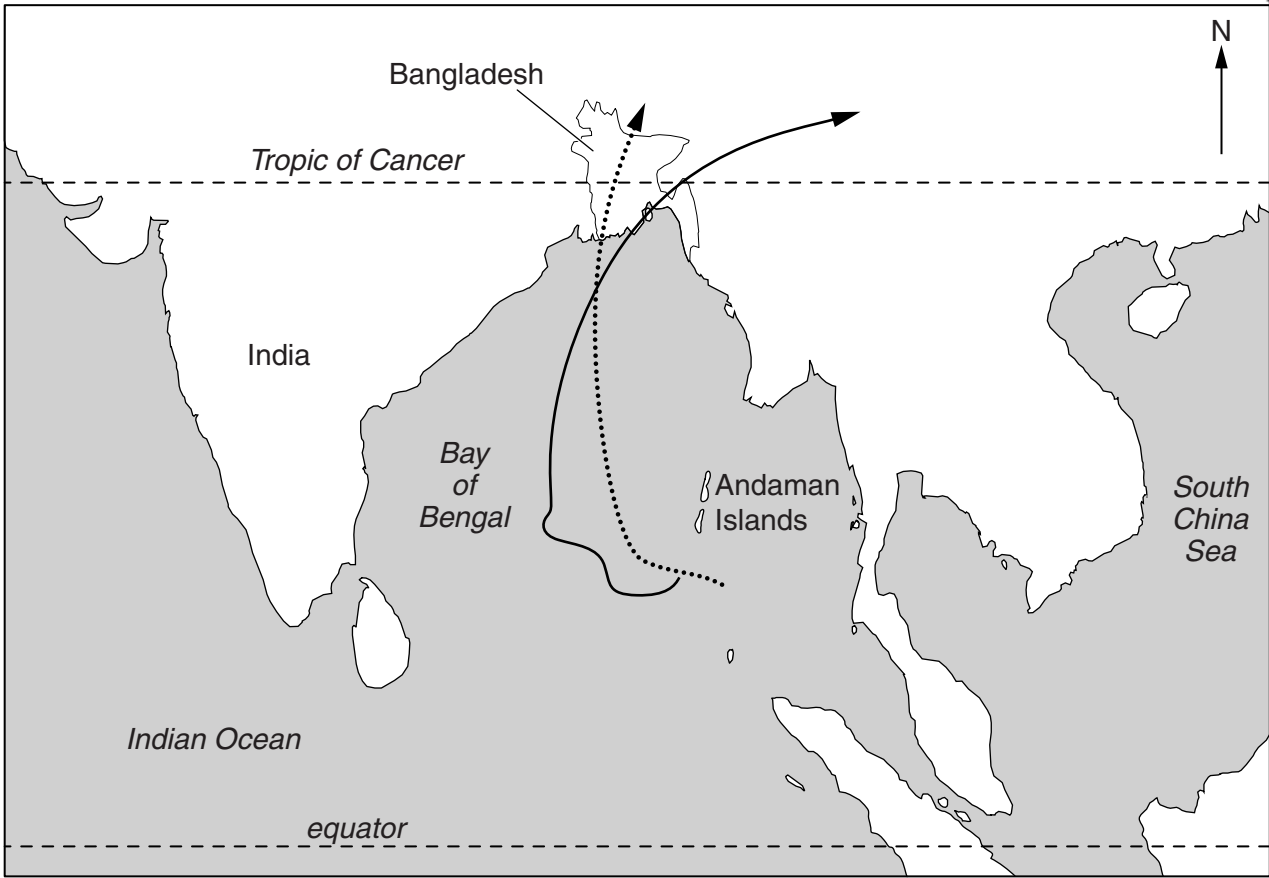 N
Bangladesh
Tropic of Cancer
India
Bay
of
Bengal
Andaman
Islands
South
China
Sea
Indian Ocean
equator